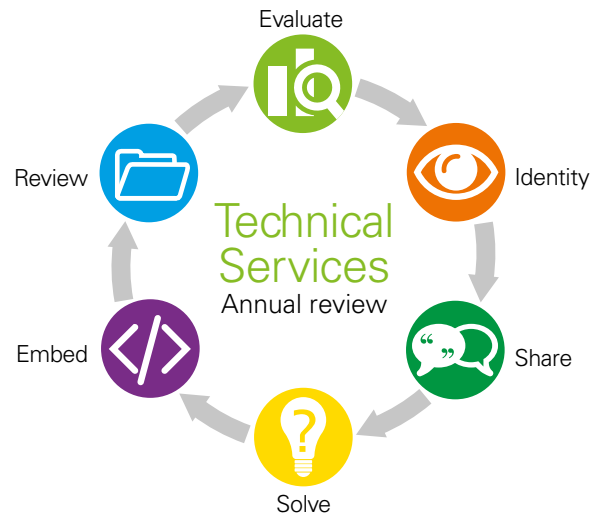 Evaluate
Identity
Share
Solve
Embed
Review
Technical
Services
Annual review